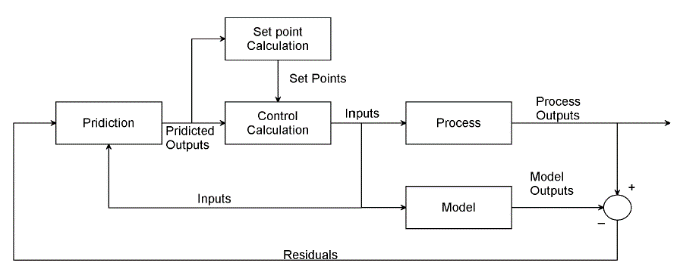 Set point
Calculation
Set Points
Pridiction
Pridicted
Outputs
Control
Calculation
Inputs
Process
Process
Outputs
Inputs
Model
Model
Outputs
+
–
Residuals